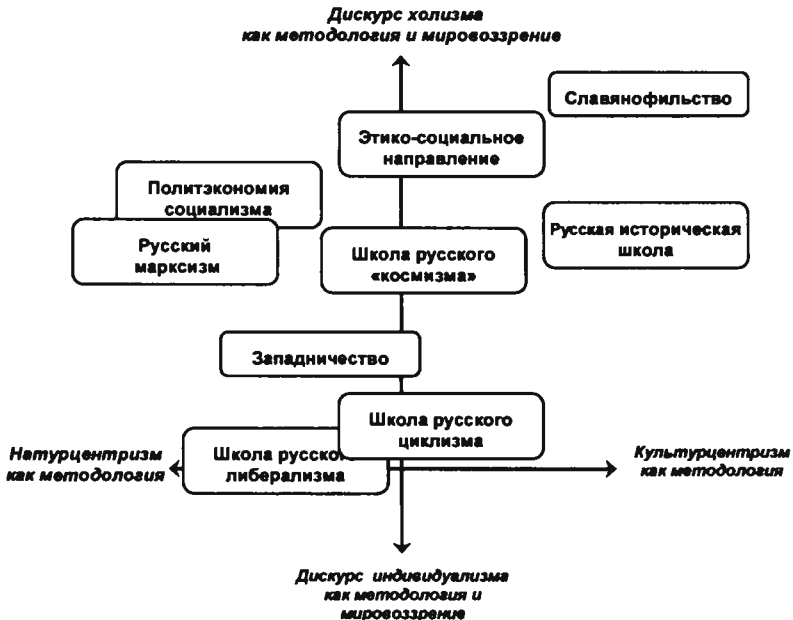 Дискурс холизма
как методология и мировоззрение
Славянофильство
Этико-социальное
направление
Политэкономия
социализма
Русский
марксизм
Школа русского
«космизма»
Русская историческая
школа
Западничество
Школа русского
циклизма
Натурцентризм
как методология
Школа русского
либерализма
Культурцентризм
как методология
Дискурс индивидуализма
как методология и
мировоззрение